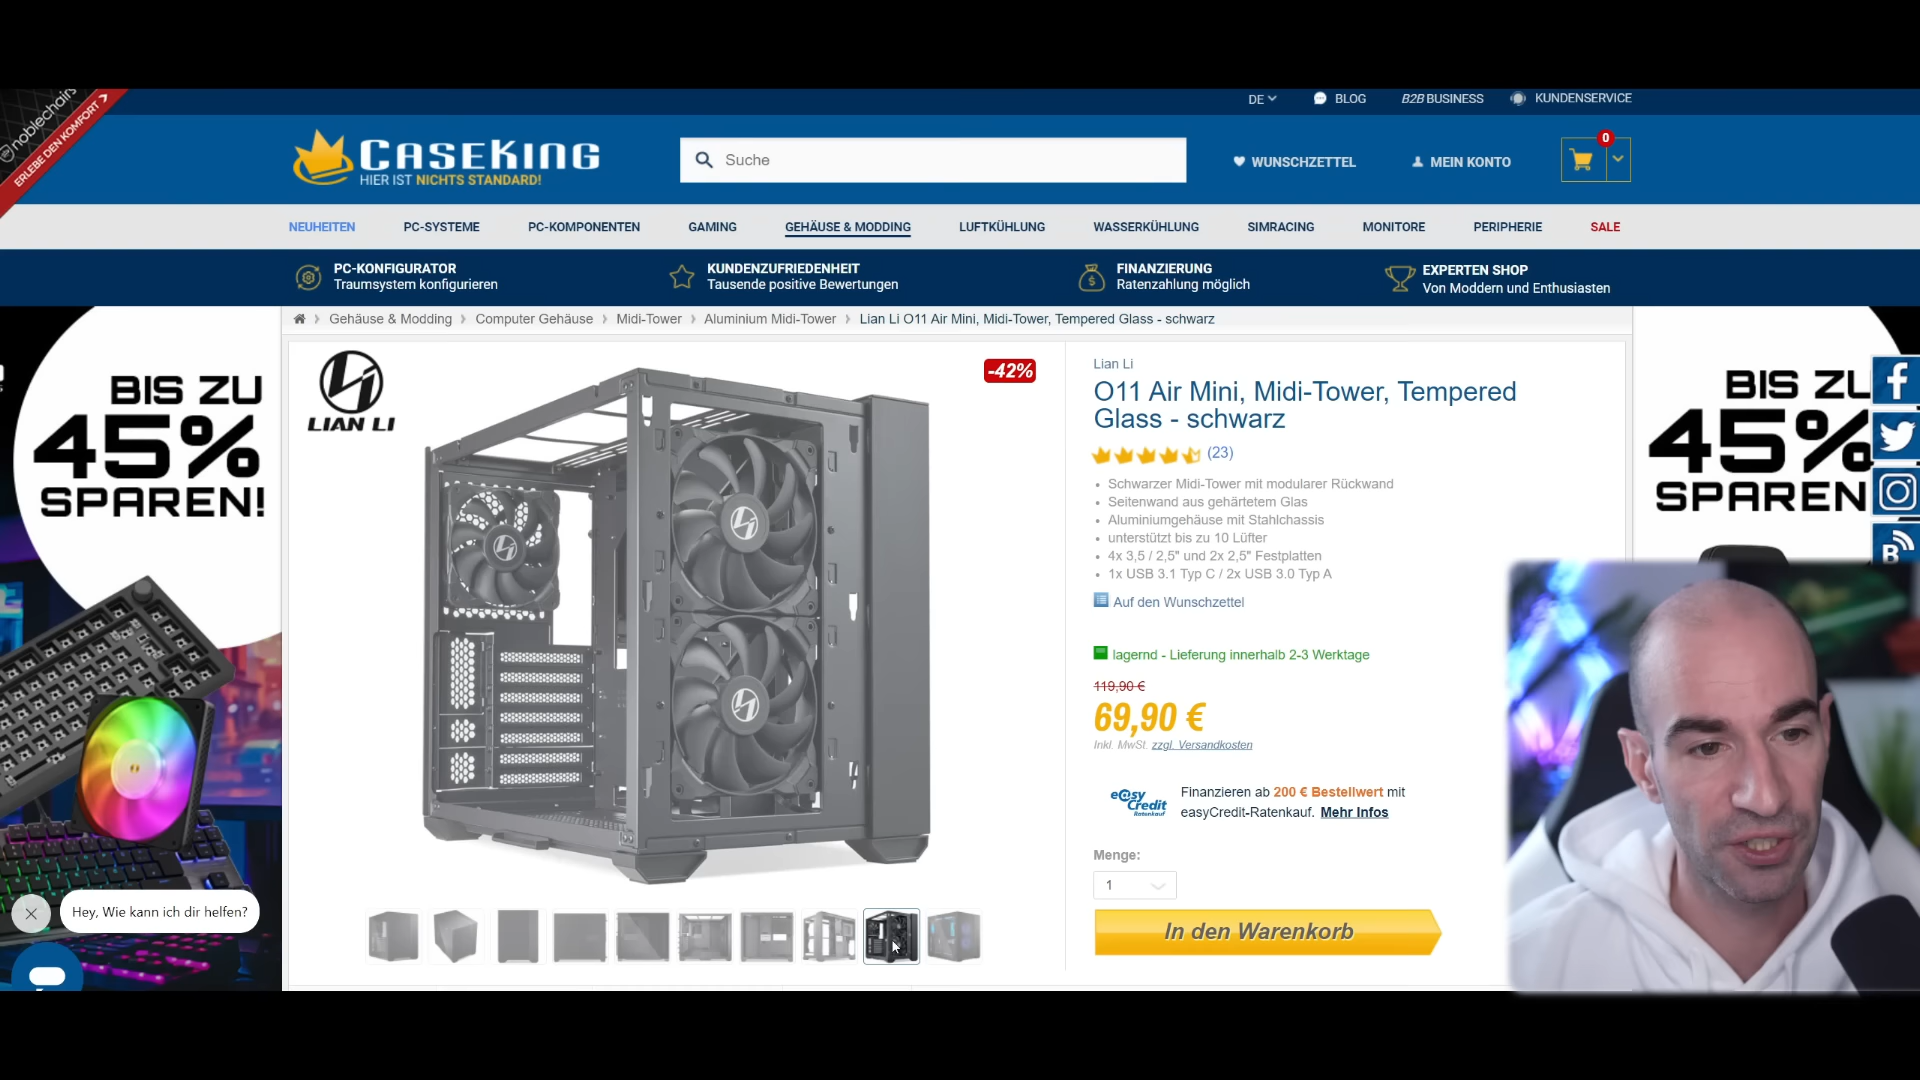 noblechairs
ERLEBE DEN KOMFORT
DE
BLOG
B2B BUSINESS
KUNDENSERVICE
CASEKING
HIER IST NICHTS STANDARD!
Suche
WUNSCHZETTEL
MEIN KONTO
0
NEUHEITEN
PC-SYSTEME
PC-KOMPONENTEN
GAMING
GEHÄUSE & MODDING
LUFTKÜHLUNG
WASSERKÜHLUNG
SIMRACING
MONITORE
PERIPHERIE
SALE
PC-KONFIGURATOR
Traumsystem konfigurieren
KUNDENZUFRIEDENHEIT
Tausende positive Bewertungen
FINANZIERUNG
Ratenzahlung möglich
EXPERTEN SHOP
Von Moddern und Enthusiasten
Gehäuse & Modding
Computer Gehäuse
Midi-Tower
Aluminium Midi-Tower
Lian Li O11 Air Mini, Midi-Tower, Tempered Glass - schwarz
BIS ZU
45%
SPAREN!
LIAN LI
-42%
Lian Li
O11 Air Mini, Midi-Tower, Tempered
Glass - schwarz
(23)
Schwarzer Midi-Tower mit modularer Rückwand
Seitenwand aus gehärtetem Glas
Aluminiumgehäuse mit Stahlchassis
unterstützt bis zu 10 Lüfter
4x 3,5 / 2,5" und 2x 2,5" Festplatten
1x USB 3.1 Typ C / 2x USB 3.0 Typ A
Auf den Wunschzettel
lagernd - Lieferung innerhalb 2-3 Werktage
119,90 €
69,90 €
Inkl. MwSt. zzgl. Versandkosten
easy
Credit
Ratenkauf
Finanzieren ab 200 € Bestellwert mit
easyCredit-Ratenkauf. Mehr Infos
Menge:
1
In den Warenkorb
BIS ZU
45%
SPAREN
B
Hey, Wie kann ich dir helfen?